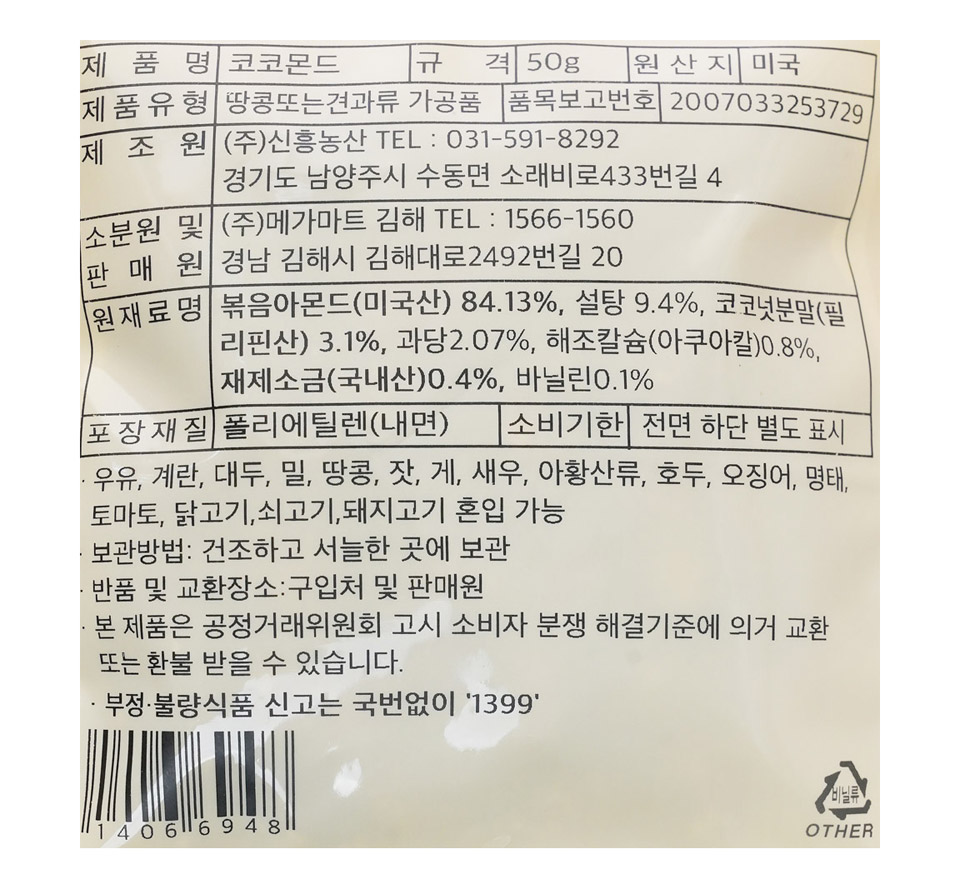 제 품 명 코코몬드 규 격 50g 원 산 지 미국
제품유형 땅콩또는견과류 가공품 품목보고번호 2007033253729
제 조 원 (주)신흥농산 TEL : 031-591-8292
경기도 남양주시 수동면 소래비로433번길 4
소분원 및 (주)메가마트 김해 TEL : 1566-1560
판 매 원 경남 김해시 김해대로2492번길 20
원재료명 볶음아몬드(미국산) 84.13%, 설탕 9.4%, 코코넛분말(필
리핀산) 3.1%, 과당2.07%, 해조칼슘(아쿠아칼)0.8%,
재제소금(국내산)0.4%, 바닐린0.1%
포장재질 폴리에틸렌(내면) 소비기한 전면 하단 별도 표시
· 우유, 계란, 대두, 밀, 땅콩, 잣, 게, 새우, 아황산류, 호두, 오징어, 명태,
토마토, 닭고기,쇠고기,돼지고기 혼입 가능
· 보관방법: 건조하고 서늘한 곳에 보관
· 반품 및 교환장소:구입처 및 판매원
· 본 제품은 공정거래위원회 고시 소비자 분쟁 해결기준에 의거 교환
또는 환불 받을 수 있습니다.
· 부정·불량식품 신고는 국번없이 '1399'
14066948
비닐류
OTHER